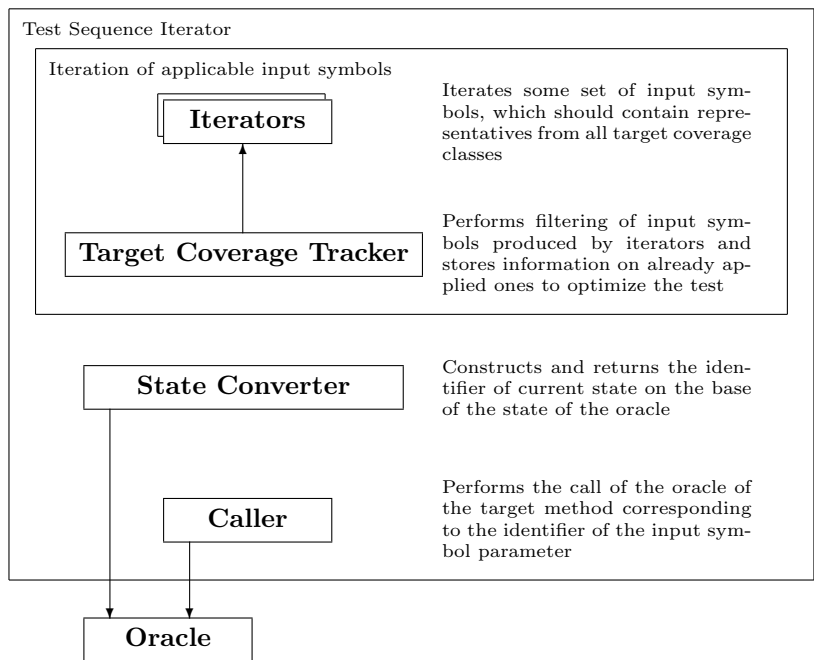 Test Sequence Iterator
Iteration of applicable input symbols
Iterators
Iterates some set of input sym-
bols, which should contain repre-
sentatives from all target coverage
classes
Target Coverage Tracker
Performs filtering of input sym-
bols produced by iterators and
stores information on already ap-
plied ones to optimize the test
State Converter
Constructs and returns the iden-
tifier of current state on the base
of the state of the oracle
Caller
Performs the call of the oracle of
the target method corresponding
to the identifier of the input sym-
bol parameter
Oracle